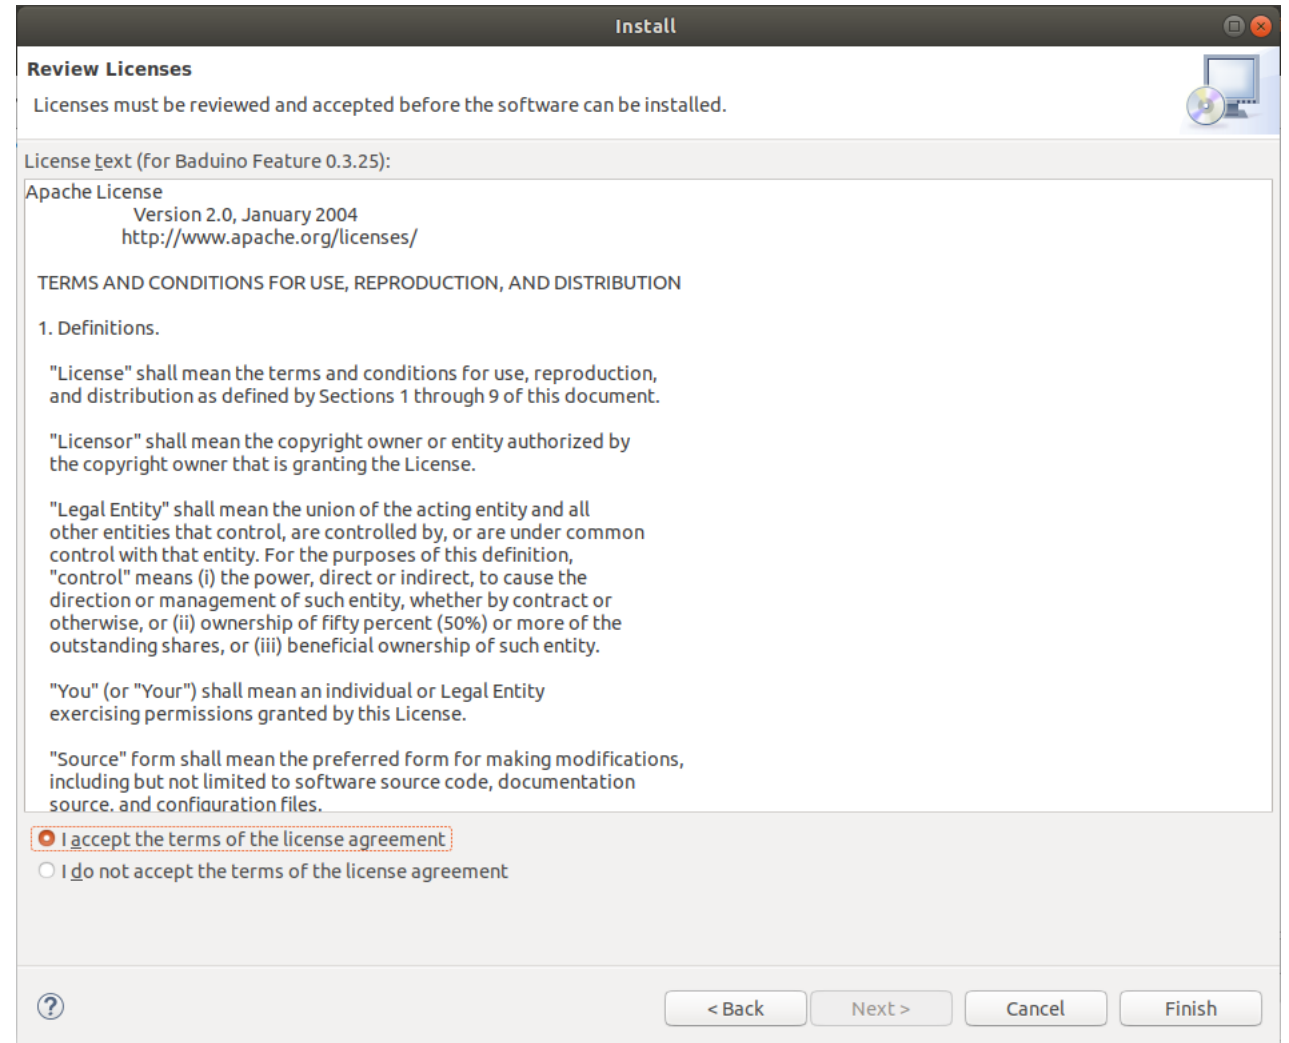 Install
Review Licenses
Licenses must be reviewed and accepted before the software can be installed.
License text (for Baduino Feature 0.3.25):
Apache License
Version 2.0, January 2004
http://www.apache.org/licenses/
TERMS AND CONDITIONS FOR USE, REPRODUCTION, AND DISTRIBUTION
1. Definitions.
"License" shall mean the terms and conditions for use, reproduction,
and distribution as defined by Sections 1 through 9 of this document.
"Licensor" shall mean the copyright owner or entity authorized by
the copyright owner that is granting the License.
"Legal Entity" shall mean the union of the acting entity and all
other entities that control, are controlled by, or are under common
control with that entity. For the purposes of this definition,
"control" means (i) the power, direct or indirect, to cause the
direction or management of such entity, whether by contract or
otherwise, or (ii) ownership of fifty percent (50%) or more of the
outstanding shares, or (iii) beneficial ownership of such entity.
"You" (or "Your") shall mean an individual or Legal Entity
exercising permissions granted by this License.
"Source" form shall mean the preferred form for making modifications,
including but not limited to software source code, documentation
source, and configuration files.
I accept the terms of the license agreement
I do not accept the terms of the license agreement
< Back
Next >
Cancel
Finish